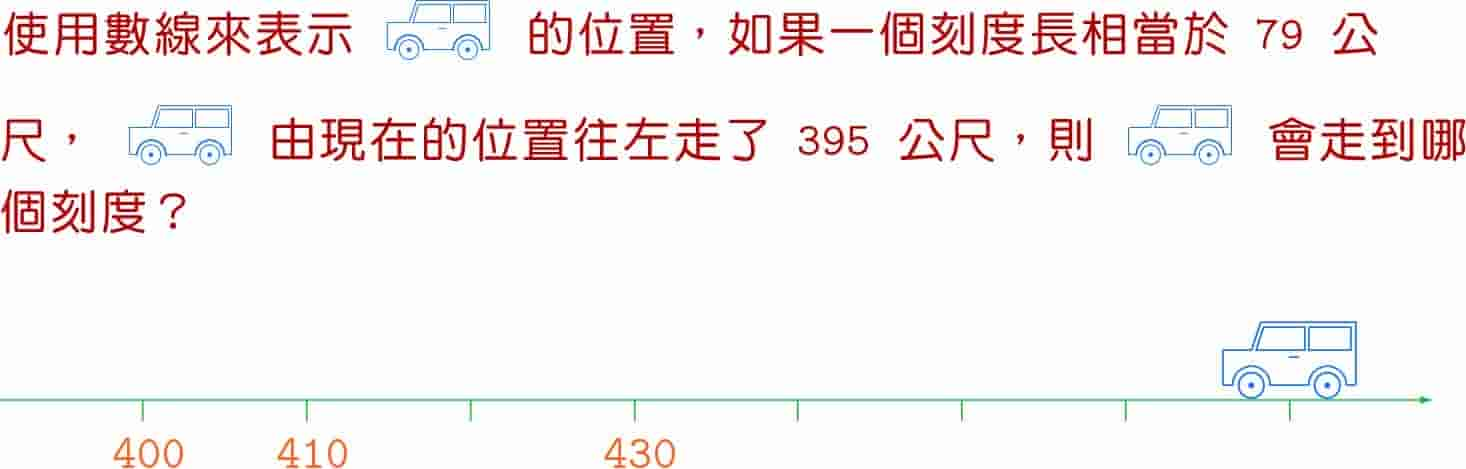 使用數線來表示 的位置，如果一個刻度長相當於 79 公
尺， 由現在的位置往左走了 395 公尺，則 會走到哪
個刻度？
400 410 430